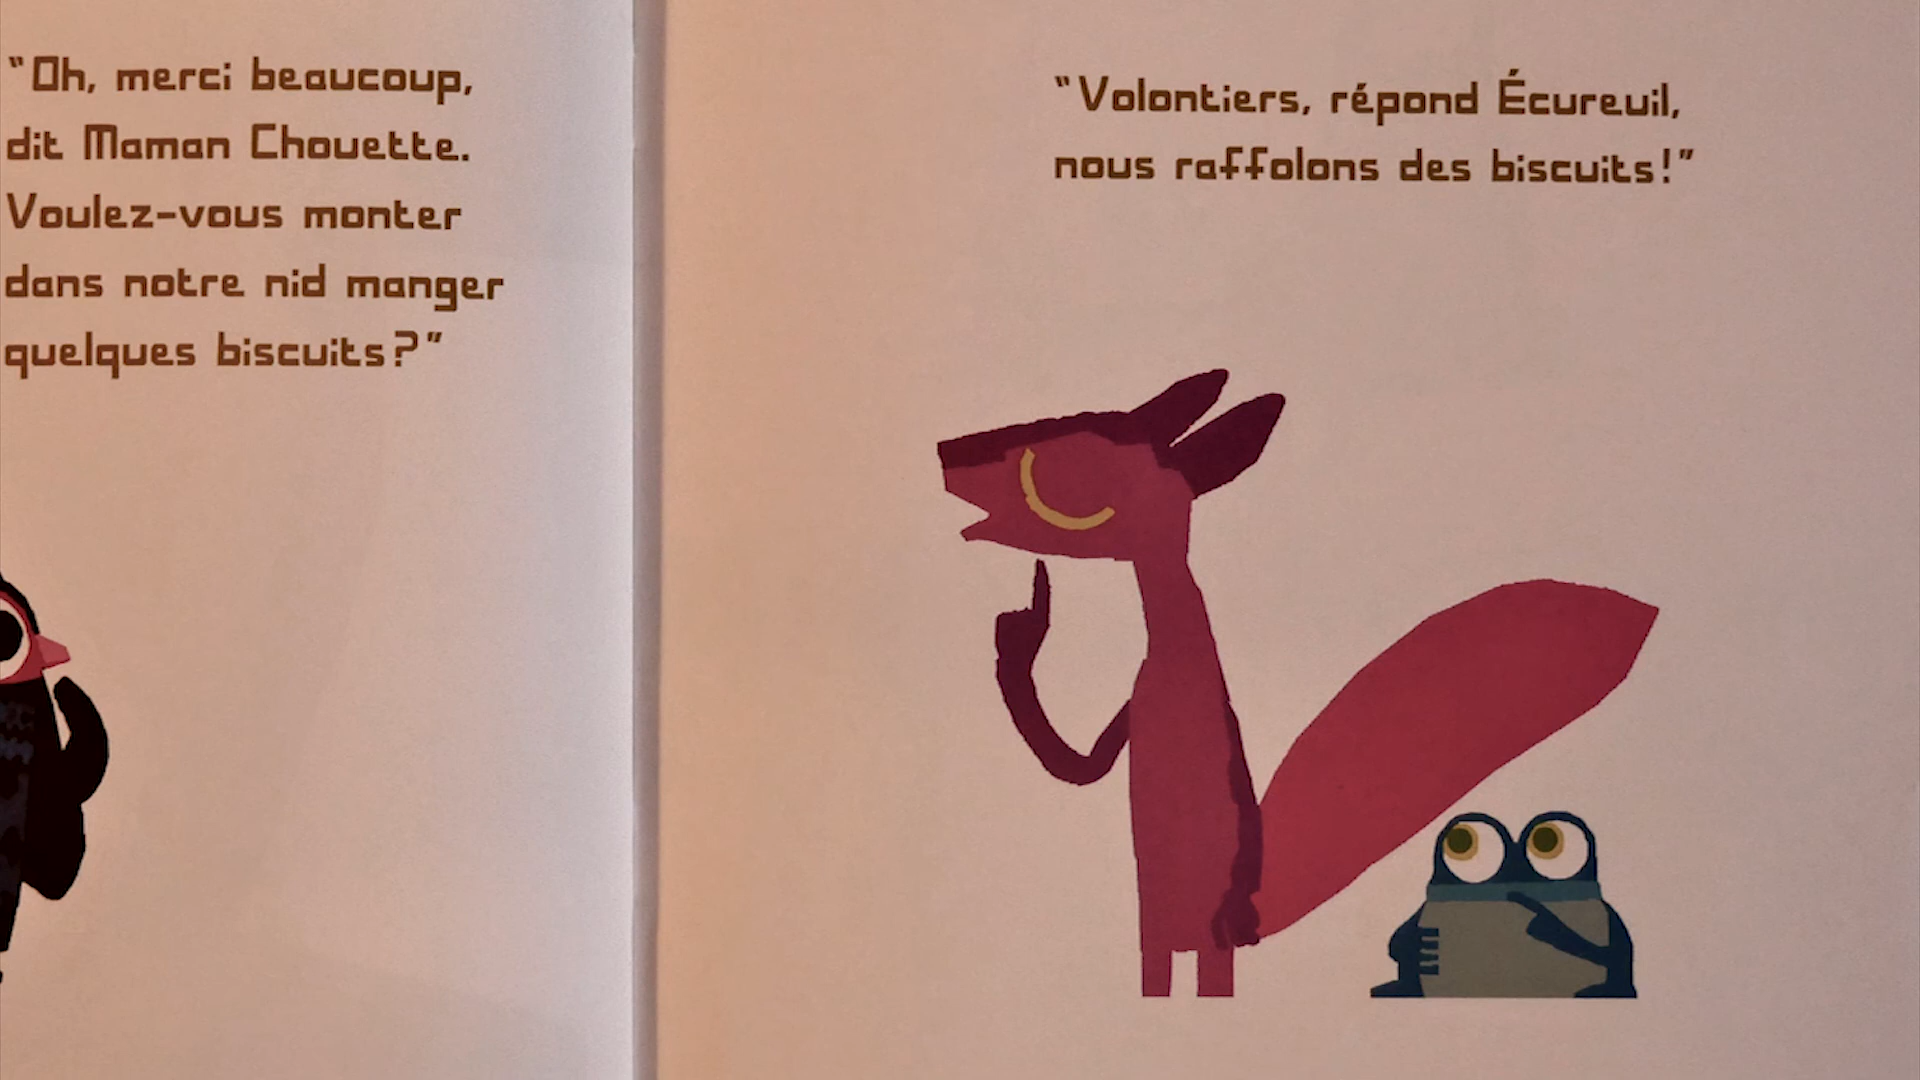 “Oh, merci beaucoup,
dit Maman Chouette.
Voulez-vous monter
dans notre nid manger
quelques biscuits?”
“Volontiers, répond Écureuil,
nous raffolons des biscuits!”